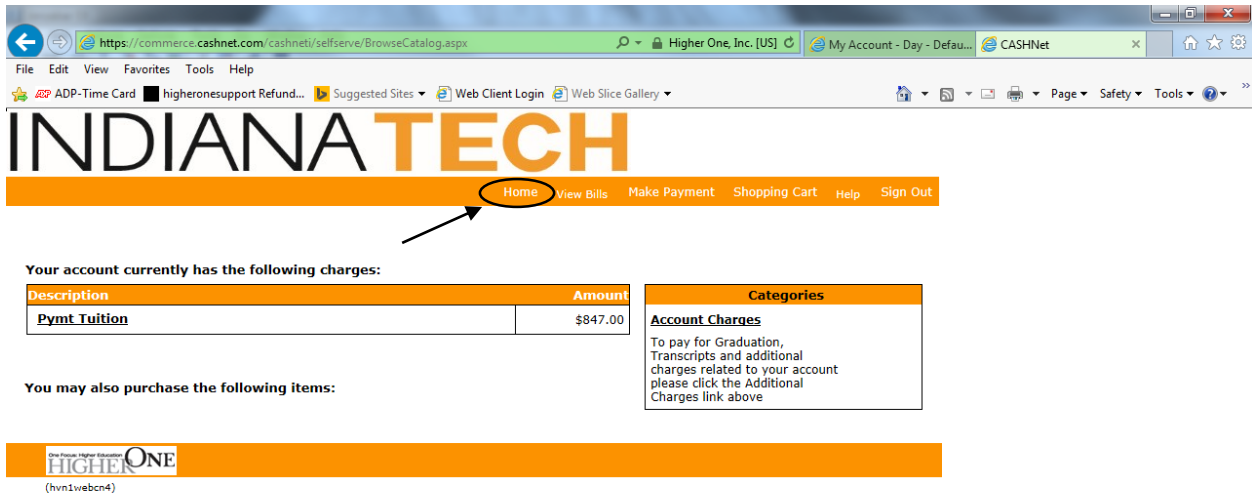 https://commerce.cashnet.com/cashneti/selfserve/BrowseCatalog.aspx Higher One, Inc. [US] My Account - Day - Defau... CASHNet
File Edit View Favorites Tools Help
ADP ADP-Time Card higheronesupport Refund... Suggested Sites Web Client Login Web Slice Gallery Page Safety Tools
INDIANA TECH
Home View Bills Make Payment Shopping Cart Help Sign Out
Your account currently has the following charges:
Description Amount
Pymt Tuition $847.00
Categories
Account Charges
To pay for Graduation,
Transcripts and additional
charges related to your account
please click the Additional
Charges link above
You may also purchase the following items:
One Focus: Higher Education
HIGHERONE
(hvn1webcn4)